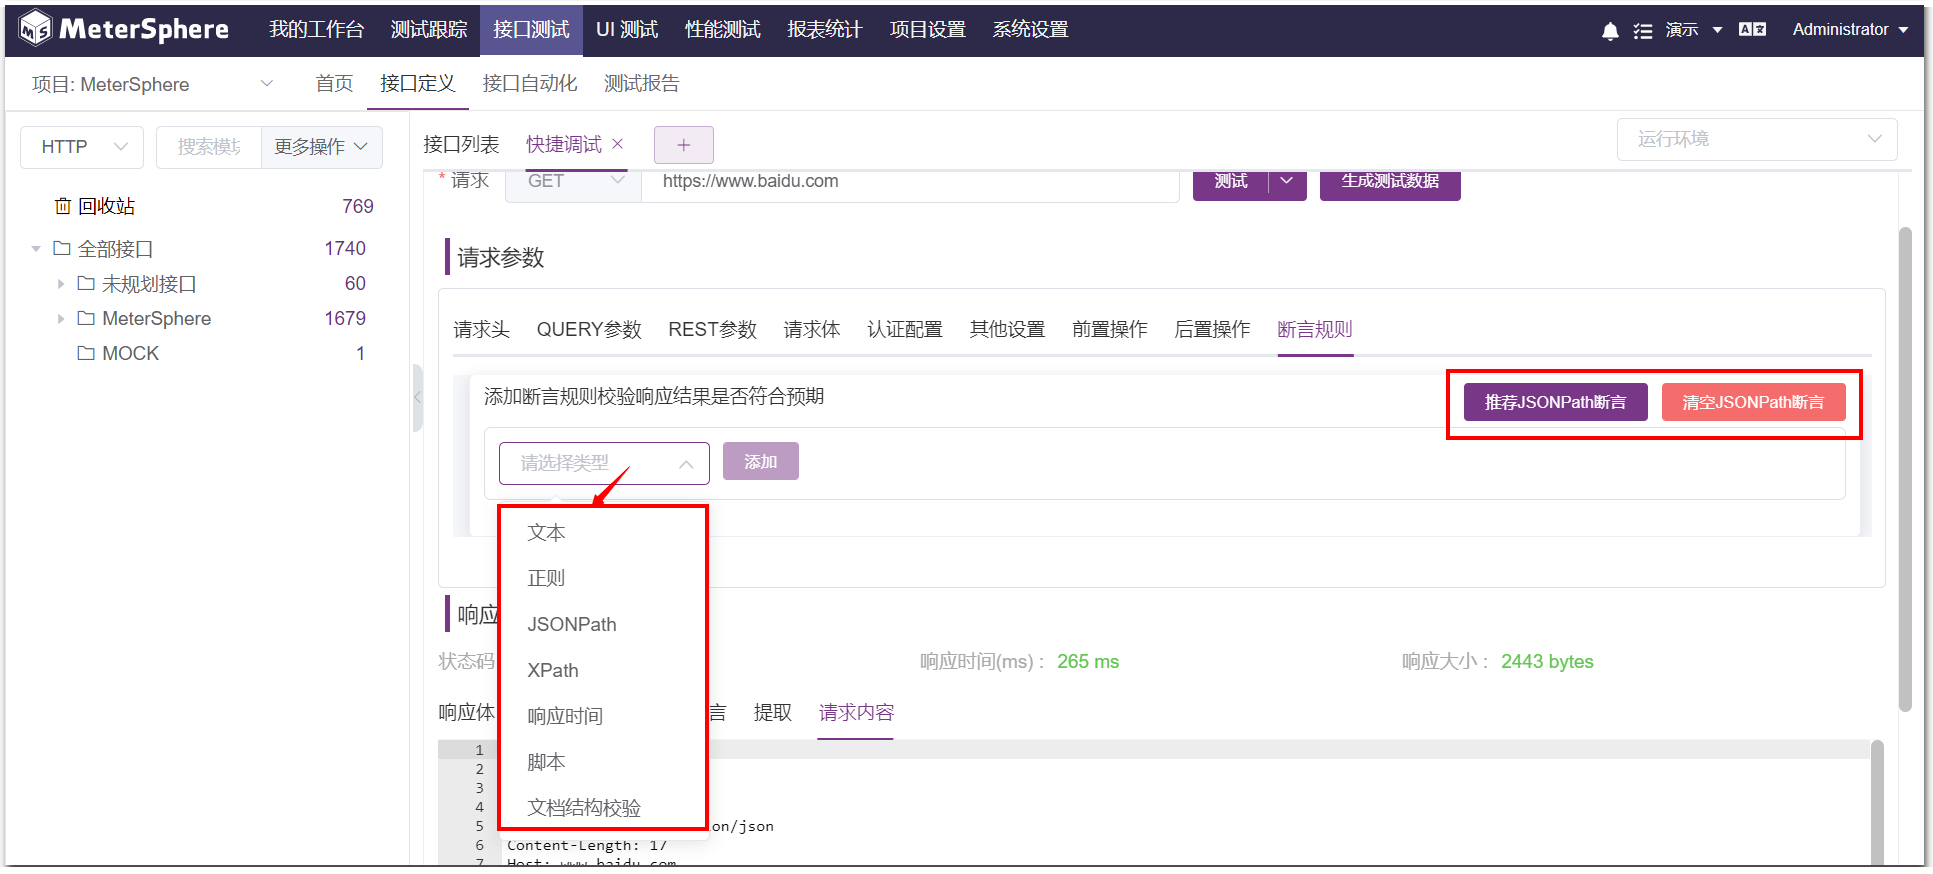 MeterSphere 我的工作台 测试跟踪 接口测试 UI 测试 性能测试 报表统计 项目设置 系统设置 演示 Administrator
项目: MeterSphere 首页 接口定义 接口自动化 测试报告
HTTP 搜索模块 更多操作 接口列表 快捷调试 × + 运行环境
* 请求 GET https://www.baidu.com 测试 生成测试数据
回收站 769
全部接口 1740
未规划接口 60
MeterSphere 1679
MOCK 1
请求参数
请求头 QUERY参数 REST参数 请求体 认证配置 其他设置 前置操作 后置操作 断言规则
添加断言规则校验响应结果是否符合预期 推荐JSONPath断言 清空JSONPath断言
请选择类型 添加
文本
正则
JSONPath
XPath
响应时间
脚本
文档结构校验
响应
状态码 响应时间(ms) : 265 ms 响应大小 : 2443 bytes
响应体 言 提取 请求内容
1
2
3
4
5 ion/json
6 Content-Length: 17
7 Host: www.baidu.com